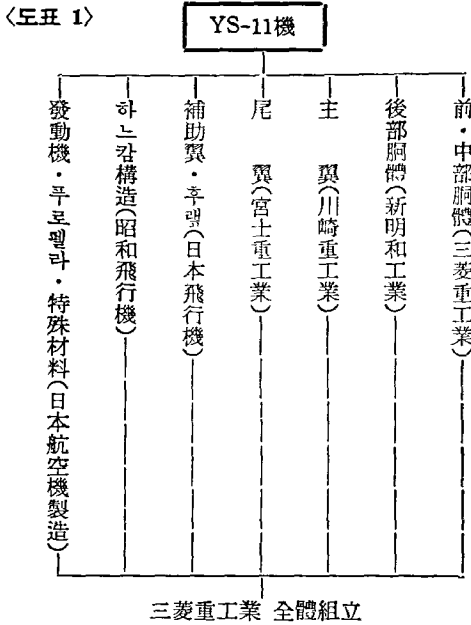 〈도표 1〉
YS-11機
前・中部胴體(三菱重工業)
後部胴體(新明和工業)
主 翼(川崎重工業)
尾 翼(宮士重工業)
補助翼・후랲(日本飛行機)
하느캄構造(昭和飛行機)
發動機・푸로펠라・特殊材料(日本航空機製造)
三菱重工業 全體組立